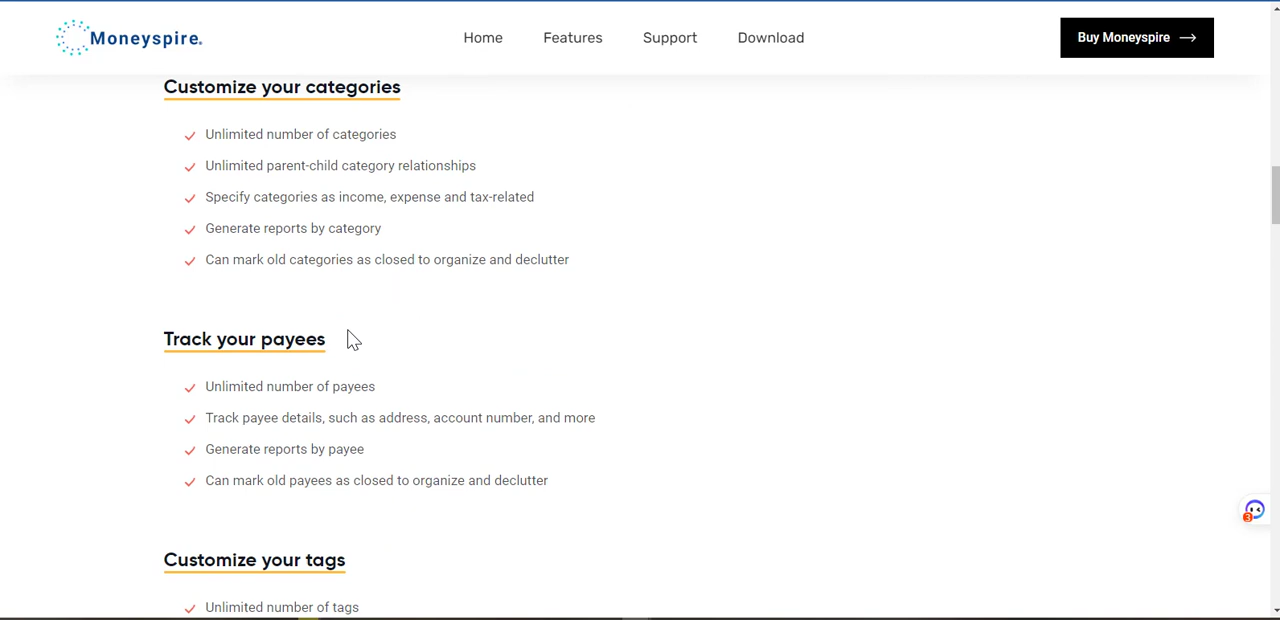 Moneyspire.
Home
Features
Support
Download
Buy Moneyspire
Customize your categories
Unlimited number of categories
Unlimited parent-child category relationships
Specify categories as income, expense and tax-related
Generate reports by category
Can mark old categories as closed to organize and declutter
Track your payees
Unlimited number of payees
Track payee details, such as address, account number, and more
Generate reports by payee
Can mark old payees as closed to organize and declutter
3
Customize your tags
Unlimited number of tags